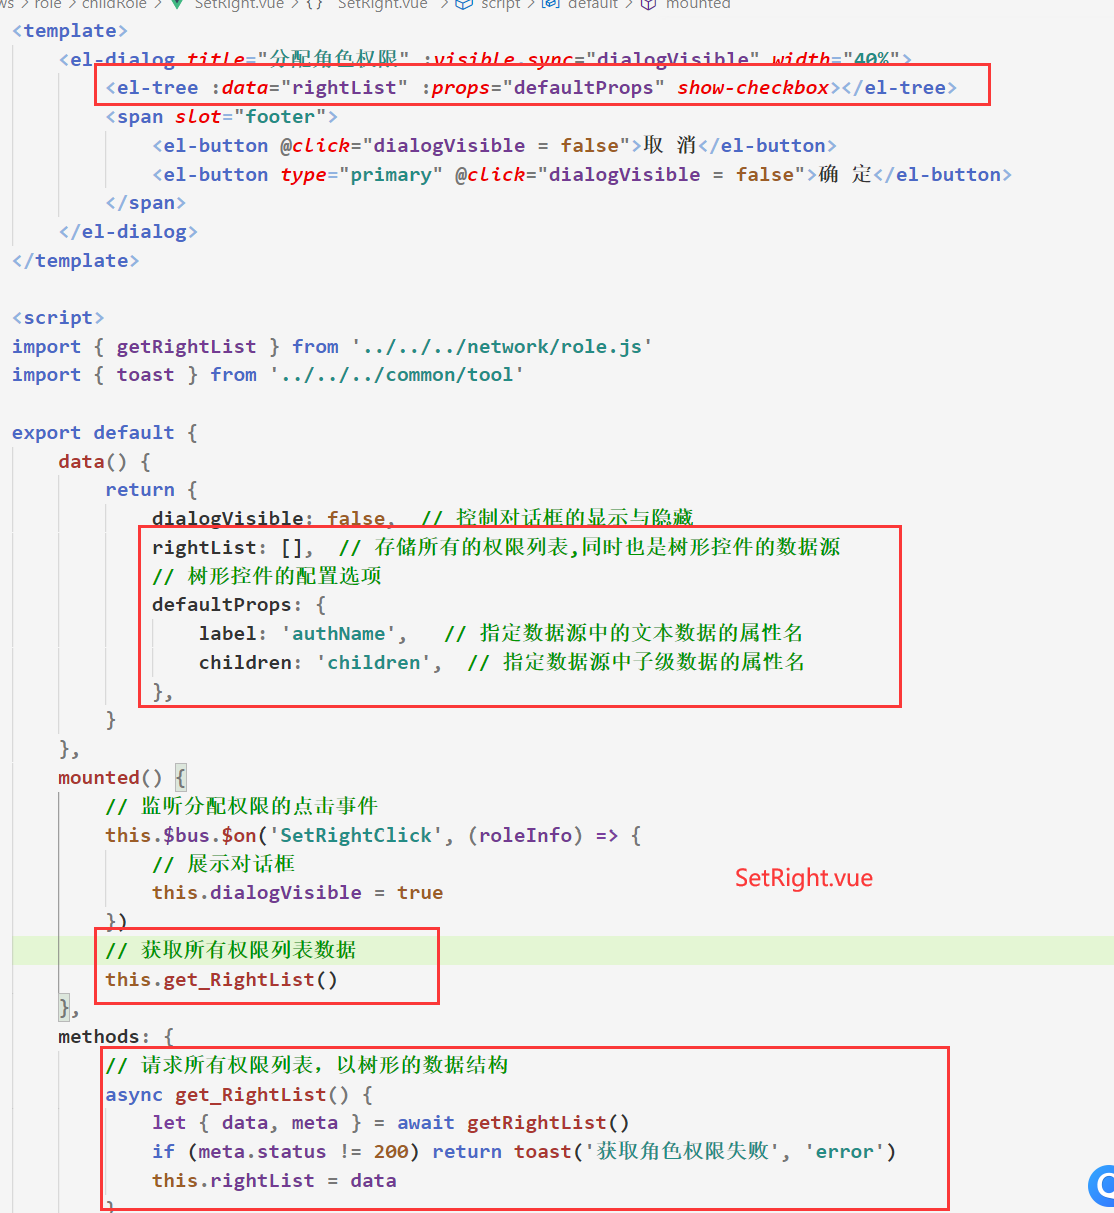 ws > role > childRole > SetRight.vue > {} SetRight.vue > script > default > mounted
<template>
    <el-dialog title="分配角色权限" :visible.sync="dialogVisible" width="40%">
        <el-tree :data="rightList" :props="defaultProps" show-checkbox></el-tree>
        <span slot="footer">
            <el-button @click="dialogVisible = false">取 消</el-button>
            <el-button type="primary" @click="dialogVisible = false">确 定</el-button>
        </span>
    </el-dialog>
</template>
<script>
import { getRightList } from '../../../network/role.js'
import { toast } from '../../../common/tool'
export default {
    data() {
        return {
            dialogVisible: false, // 控制对话框的显示与隐藏
            rightList: [], // 存储所有的权限列表,同时也是树形控件的数据源
            // 树形控件的配置选项
            defaultProps: {
                label: 'authName', // 指定数据源中的文本数据的属性名
                children: 'children', // 指定数据源中子级数据的属性名
            },
        }
    },
    mounted() {
        // 监听分配权限的点击事件
        this.$bus.$on('SetRightClick', (roleInfo) => {
            // 展示对话框
            this.dialogVisible = true
SetRight.vue
        })
        // 获取所有权限列表数据
        this.get_RightList()
    },
    methods: {
        // 请求所有权限列表，以树形的数据结构
        async get_RightList() {
            let { data, meta } = await getRightList()
            if (meta.status != 200) return toast('获取角色权限失败', 'error')
            this.rightList = data
        }